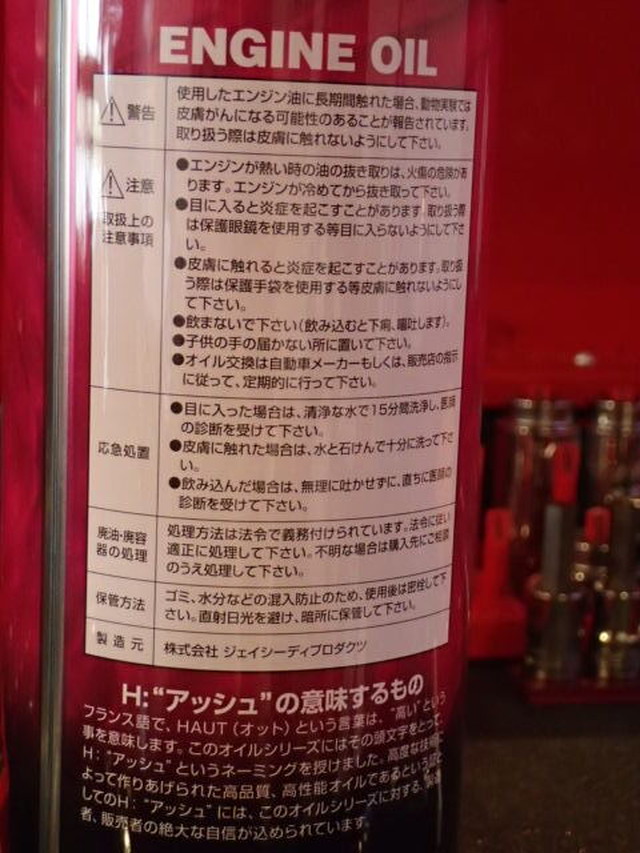 ENGINE OIL
警告
使用したエンジン油に長期間触れた場合、動物実験では
皮膚がんになる可能性のあることが報告されています。
取り扱う際は皮膚に触れないようにして下さい。
注意
取扱上の
注意事項
●エンジンが熱い時の油の抜き取りは、火傷の危険があ
ります。エンジンが冷めてから抜き取って下さい。
●目に入ると炎症を起こすことがあります。取り扱う際
は保護眼鏡を使用する等目に入らないようにして下さ
い。
●皮膚に触れると炎症を起こすことがあります。取り扱
う際は保護手袋を使用する等皮膚に触れないようにし
て下さい。
●飲まないで下さい(飲み込むと下痢、嘔吐します)。
●子供の手の届かない所に置いて下さい。
●オイル交換は自動車メーカーもしくは、販売店の指示
に従って、定期的に行って下さい。
応急処置
●目に入った場合は、清浄な水で15分間洗浄し、医師
の診断を受けて下さい。
●皮膚に触れた場合は、水と石けんで十分に洗って下さ
い。
●飲み込んだ場合は、無理に吐かせずに、直ちに医師の
診断を受けて下さい。
廃油・廃容
器の処理
処理方法は法令で義務付けられています。法令に従い
適正に処理して下さい。不明な場合は購入先にご相談
のうえ処理して下さい。
保管方法
ゴミ、水分などの混入防止のため、使用後は密栓して下
さい。直射日光を避け、暗所に保管して下さい。
製造元
株式会社 ジェイシーディプロダクツ
H:“アッシュ”の意味するもの
フランス語で、HAUT(オット)という言葉は、“高い”という
事を意味します。このオイルシリーズにはその頭文字をとって、
H:“アッシュ”というネーミングを授けました。高度な技術に
よって作りあげられた高品質、高性能オイルであるという
してのH:“アッシュ”には、このオイルシリーズに対する、製造
者、販売者の絶大な自信が込められています。